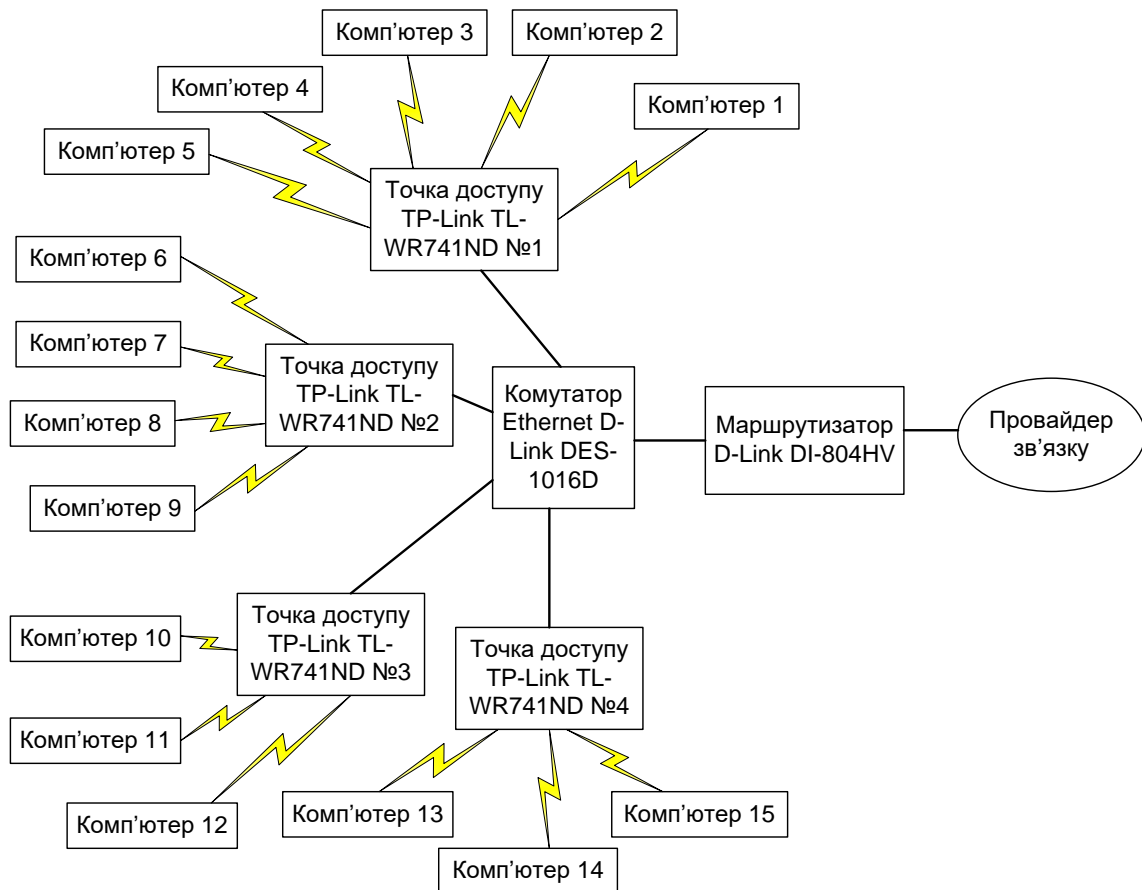 Комп’ютер 3
Комп’ютер 2
Комп’ютер 4
Комп’ютер 1
Комп’ютер 5
Точка доступу
TP-Link TL-
WR741ND №1
Комп’ютер 6
Комп’ютер 7
Точка доступу
TP-Link TL-
WR741ND №2
Комп’ютер 8
Комп’ютер 9
Комутатор
Ethernet D-
Link DES-
1016D
Маршрутизатор
D-Link DI-804HV
Провайдер
зв’язку
Комп’ютер 10
Точка доступу
TP-Link TL-
WR741ND №3
Комп’ютер 11
Комп’ютер 12
Точка доступу
TP-Link TL-
WR741ND №4
Комп’ютер 13
Комп’ютер 15
Комп’ютер 14